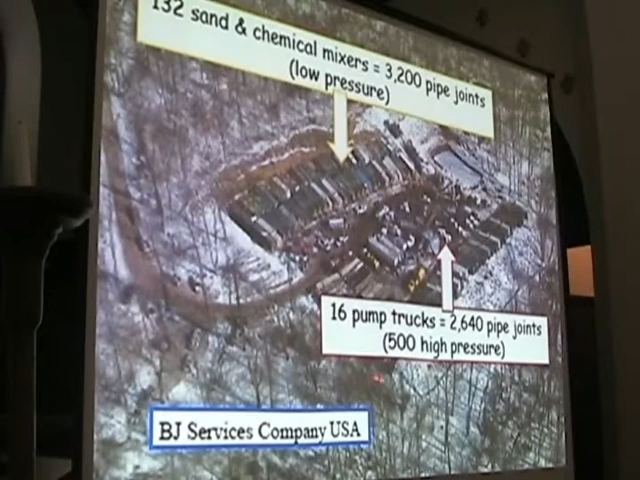 132 sand & chemical mixers = 3,200 pipe joints
(low pressure)
16 pump trucks = 2,640 pipe joints
(500 high pressure)
BJ Services Company USA